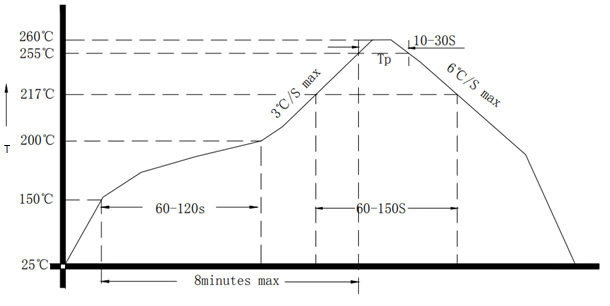 260℃
10-30S
255℃
Tp
3℃/S max
6℃/S max
217℃
200℃
T
150℃
60-120s
60-150S
25℃
8minutes max